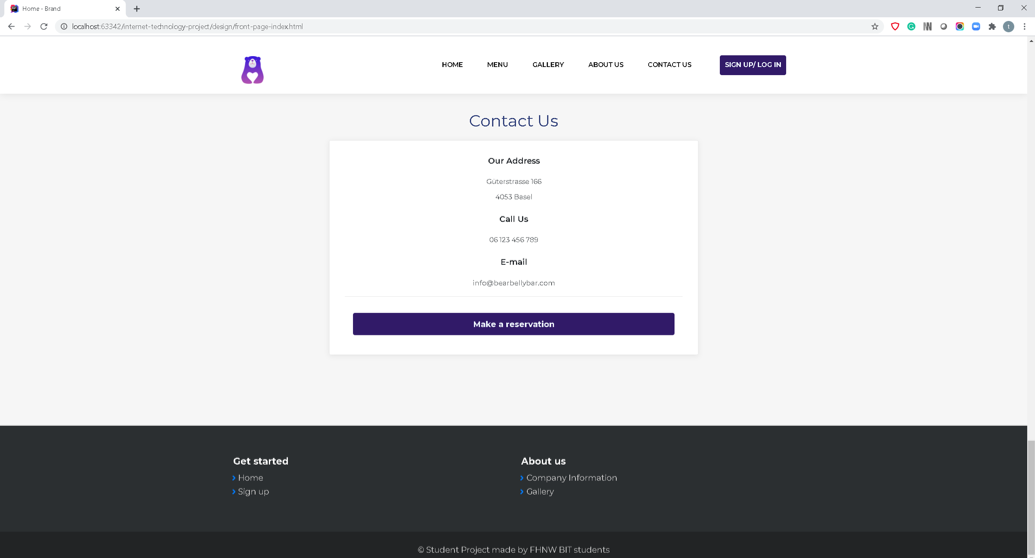 Home - Brand
localhost:63342/internet-technology-project/design/front-page-index.html
HOME
MENU
GALLERY
ABOUT US
CONTACT US
SIGN UP/ LOG IN
Contact Us
Our Address
Güterstrasse 166
4053 Basel
Call Us
06 123 456 789
E-mail
info@bearbellybar.com
Make a reservation
Get started
Home
Sign up
About us
Company Information
Gallery
© Student Project made by FHNW BIT students